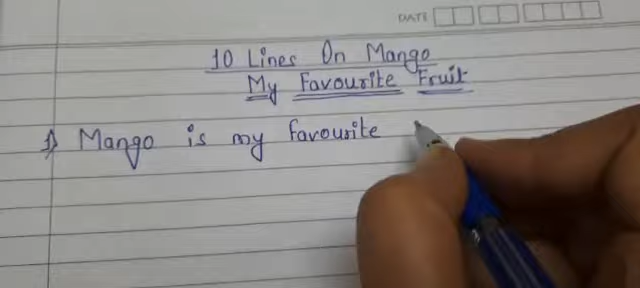 DATE
10 Lines On Mango
My Favourite Fruit
1) Mango is my favourite